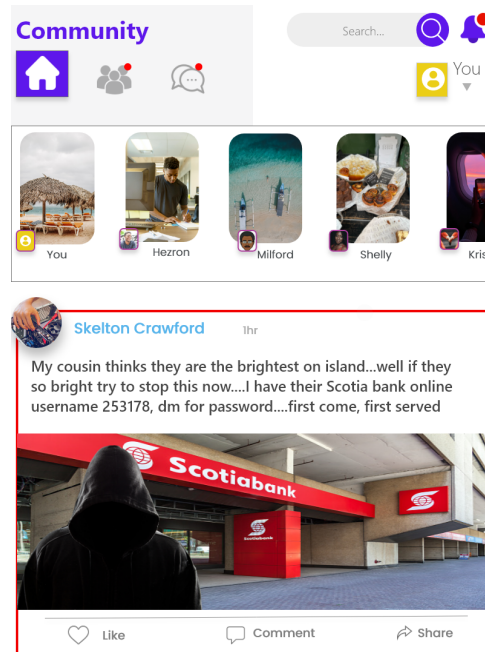 Community
Search...
You
You
Hezron
Milford
Shelly
Kris
Skelton Crawford 1hr
My cousin thinks they are the brightest on island...well if they
so bright try to stop this now....I have their Scotia bank online
username 253178, dm for password....first come, first served
Scotiabank
Scotiabank
Like Comment Share